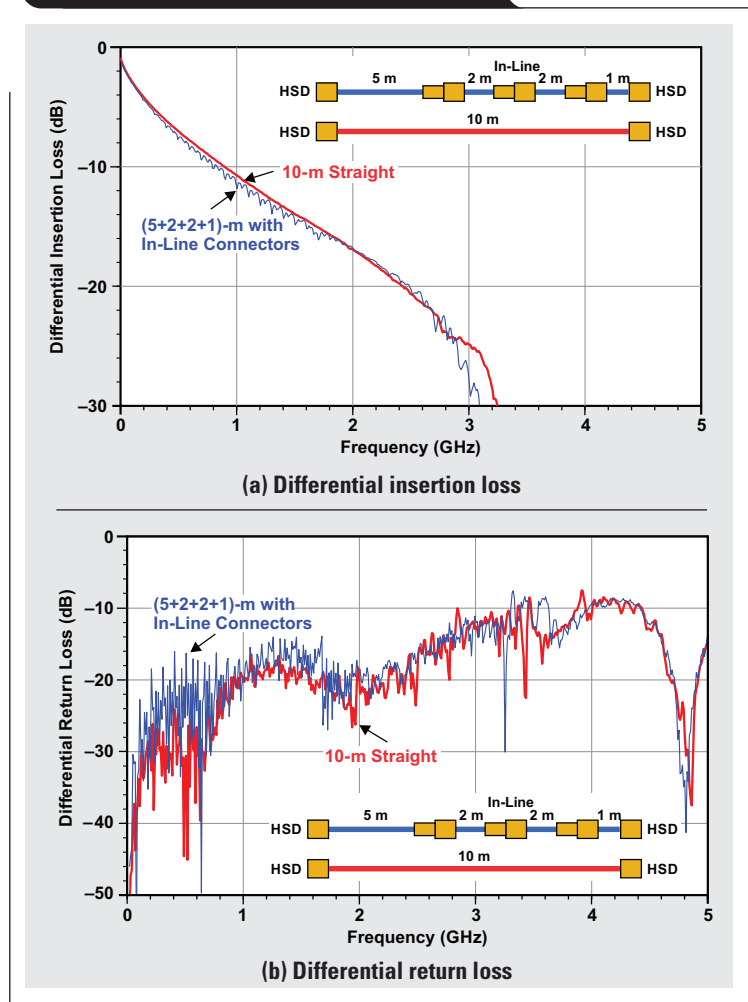 0
In-Line
5 m 2 m 2 m 1 m
HSD HSD
10 m
HSD HSD
–10
10-m Straight
(5+2+2+1)-m with
In-Line Connectors
–20
–30
Differential Insertion Loss (dB)
0 1 2 3 4 5
Frequency (GHz)
(a) Differential insertion loss
0
(5+2+2+1)-m with
In-Line Connectors
–10
–20
10-m Straight
–30
In-Line
–40
5 m 2 m 2 m 1 m
HSD HSD
10 m
HSD HSD
–50
Differential Return Loss (dB)
0 1 2 3 4 5
Frequency (GHz)
(b) Differential return loss